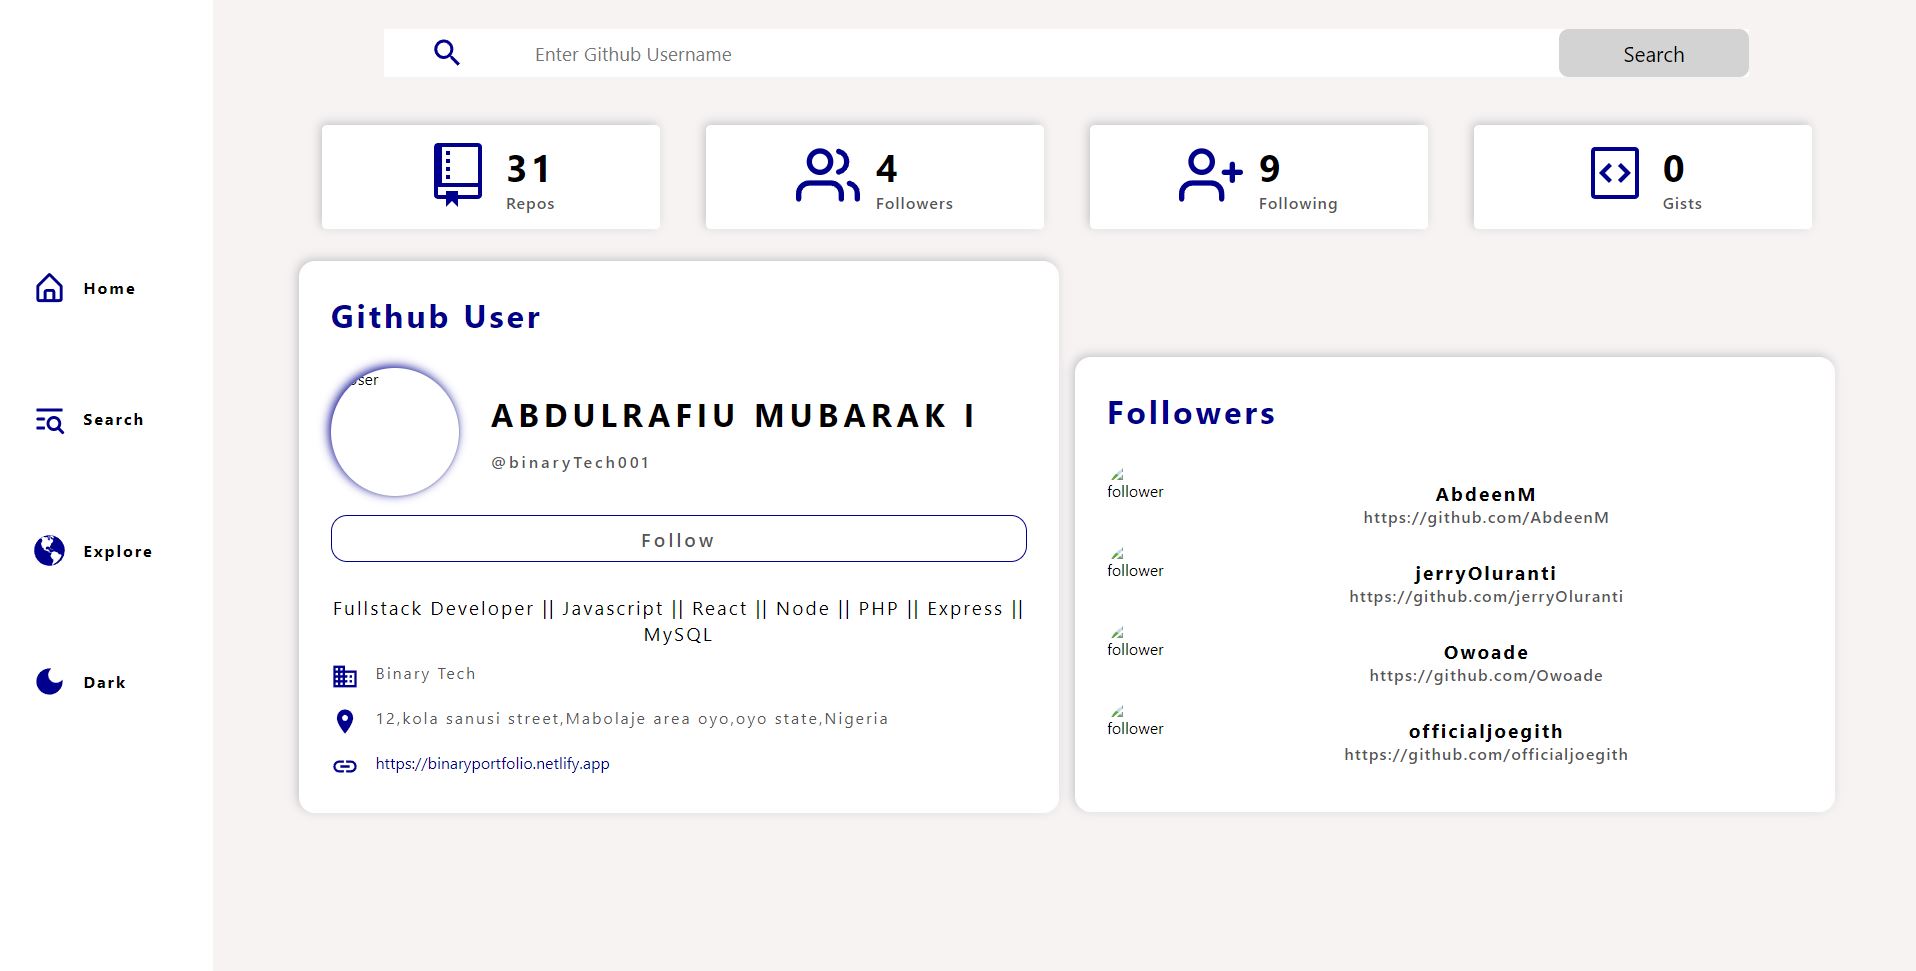 Enter Github Username
Search
31
Repos
4
Followers
9
Following
0
Gists
Home
Search
Explore
Dark
Github User
User
ABDULRAFIU MUBARAK I
@binaryTech001
Follow
Fullstack Developer || Javascript || React || Node || PHP || Express ||
MySQL
Binary Tech
12,kola sanusi street,Mabolaje area oyo,oyo state,Nigeria
https://binaryportfolio.netlify.app
Followers
follower
AbdeenM
https://github.com/AbdeenM
follower
jerryOluranti
https://github.com/jerryOluranti
follower
Owoade
https://github.com/Owoade
follower
officialjoegith
https://github.com/officialjoegith